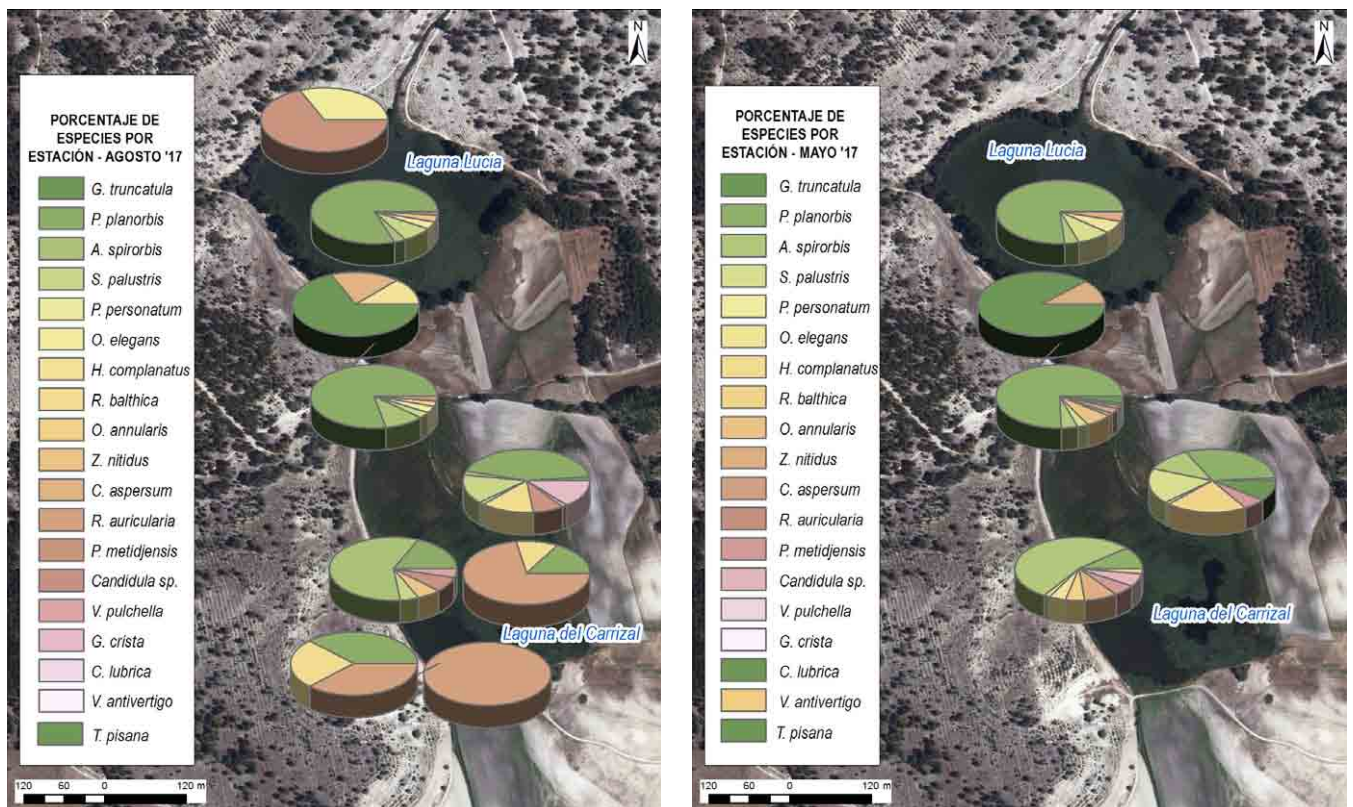 N
PORCENTAJE DE
ESPECIES POR
ESTACIÓN - AGOSTO '17
G. truncatula
P. planorbis
A. spirorbis
S. palustris
P. personatum
O. elegans
H. complanatus
R. balthica
O. annularis
Z. nitidus
C. aspersum
R. auricularia
P. metidjensis
Candidula sp.
V. pulchella
G. crista
C. lubrica
V. antivertigo
T. pisana
Laguna Lucía
Laguna del Carrizal
120 60 0 120 m
N
PORCENTAJE DE
ESPECIES POR
ESTACIÓN - MAYO '17
G. truncatula
P. planorbis
A. spirorbis
S. palustris
P. personatum
O. elegans
H. complanatus
R. balthica
O. annularis
Z. nitidus
C. aspersum
R. auricularia
P. metidjensis
Candidula sp.
V. pulchella
G. crista
C. lubrica
V. antivertigo
T. pisana
Laguna Lucía
Laguna del Carrizal
120 60 0 120 m